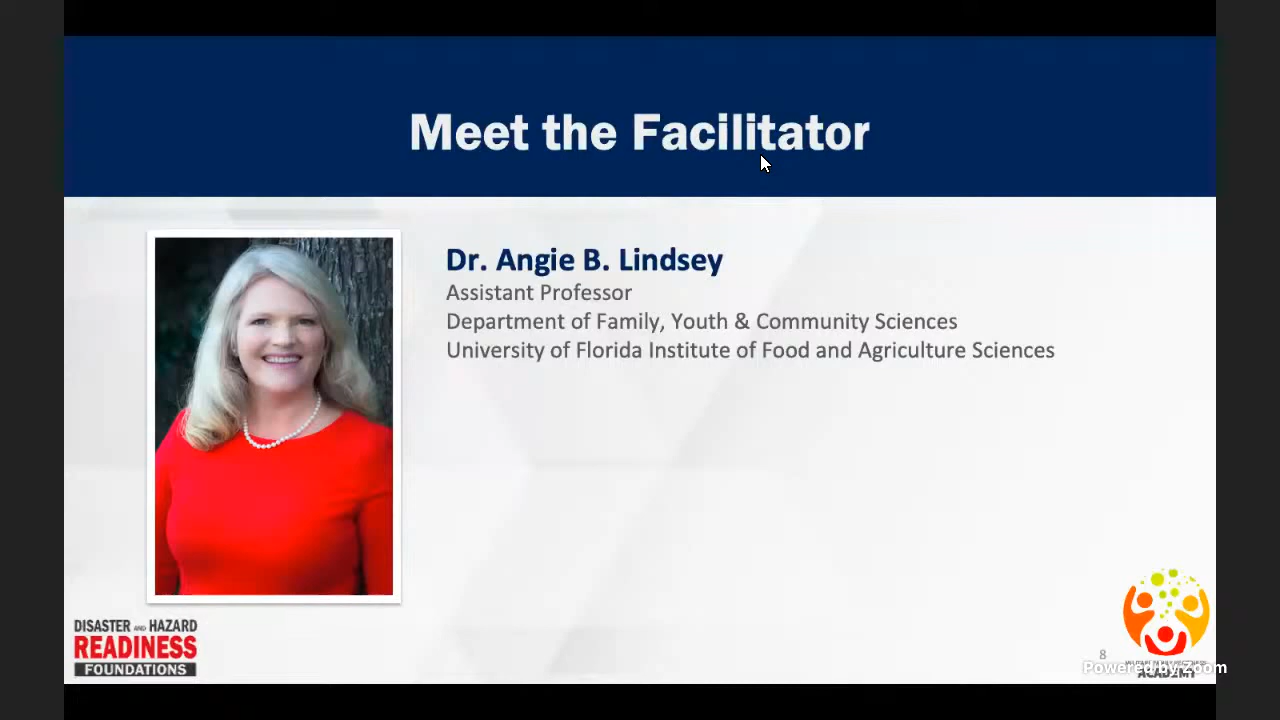 Meet the Facilitator
Dr. Angie B. Lindsey
Assistant Professor
Department of Family, Youth & Community Sciences
University of Florida Institute of Food and Agriculture Sciences
DISASTER AND HAZARD
READINESS
FOUNDATIONS
8
Powered by Zoom
ACADEMY